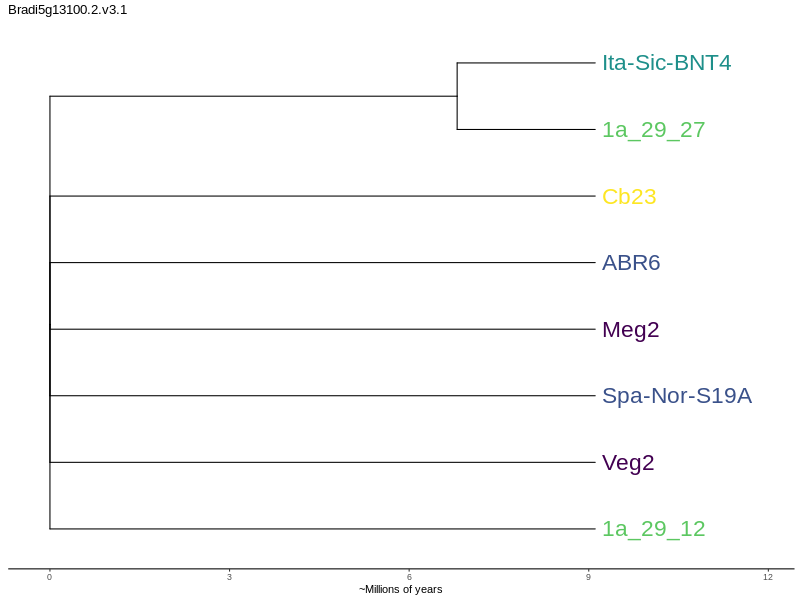 Bradi5g13100.2.v3.1
Ita-Sic-BNT4
1a_29_27
Cb23
ABR6
Meg2
Spa-Nor-S19A
Veg2
1a_29_12
0 3 6 9 12
~Millions of years